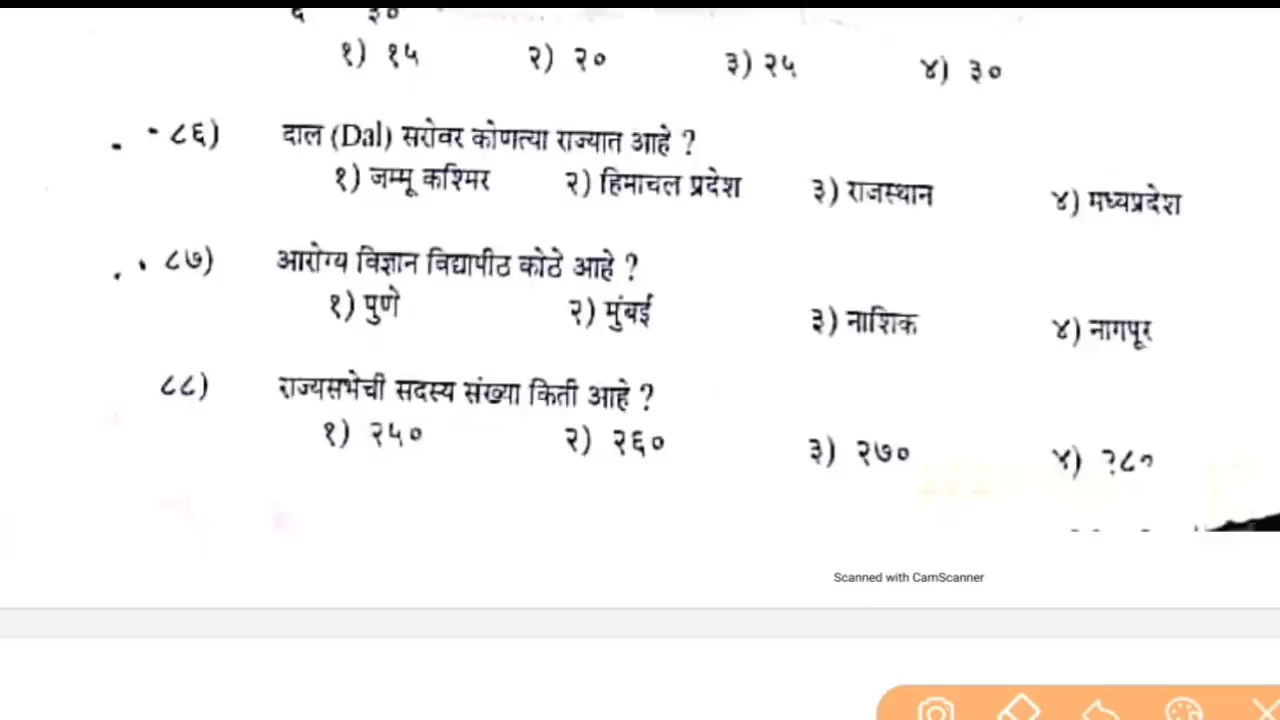 ६ ३०
१) १५ २) २० ३) २५ ४) ३०
८६) दाल (Dal) सरोवर कोणत्या राज्यात आहे ?
१) जम्मू कश्मिर २) हिमाचल प्रदेश ३) राजस्थान ४) मध्यप्रदेश
८७) आरोग्य विज्ञान विद्यापीठ कोठे आहे ?
१) पुणे २) मुंबई ३) नाशिक ४) नागपूर
८८) राज्यसभेची सदस्य संख्या किती आहे ?
१) २५० २) २६० ३) २७० ४) २८०
Scanned with CamScanner